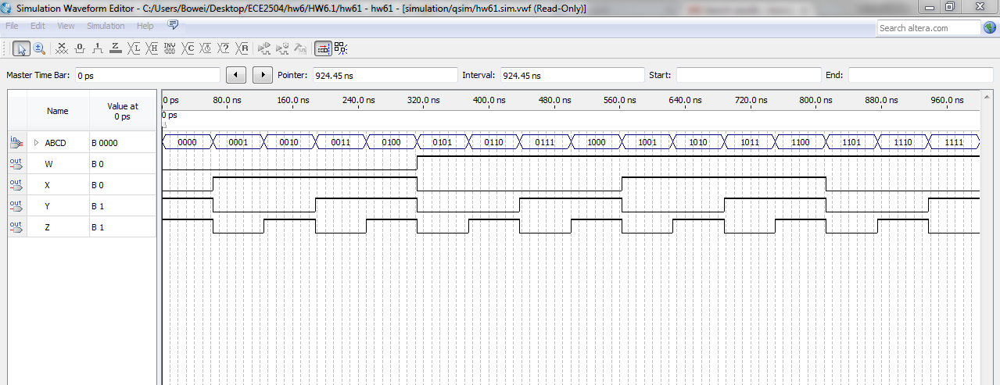 Simulation Waveform Editor - C:/Users/Bowei/Desktop/ECE2504/hw6/HW6.1/hw61 - hw61 - [simulation/qsim/hw61.sim.vwf (Read-Only)]
File Edit View Simulation Help
Search altera.com
Master Time Bar: 0 ps Pointer: 924.45 ns Interval: 924.45 ns Start: End:
Name Value at 0 ps
0 ps 80.0 ns 160.0 ns 240.0 ns 320.0 ns 400.0 ns 480.0 ns 560.0 ns 640.0 ns 720.0 ns 800.0 ns 880.0 ns 960.0 ns
0 ps
in ABCD B 0000 0000 0001 0010 0011 0100 0101 0110 0111 1000 1001 1010 1011 1100 1101 1110 1111
out W B 0
out X B 0
out Y B 1
out Z B 1